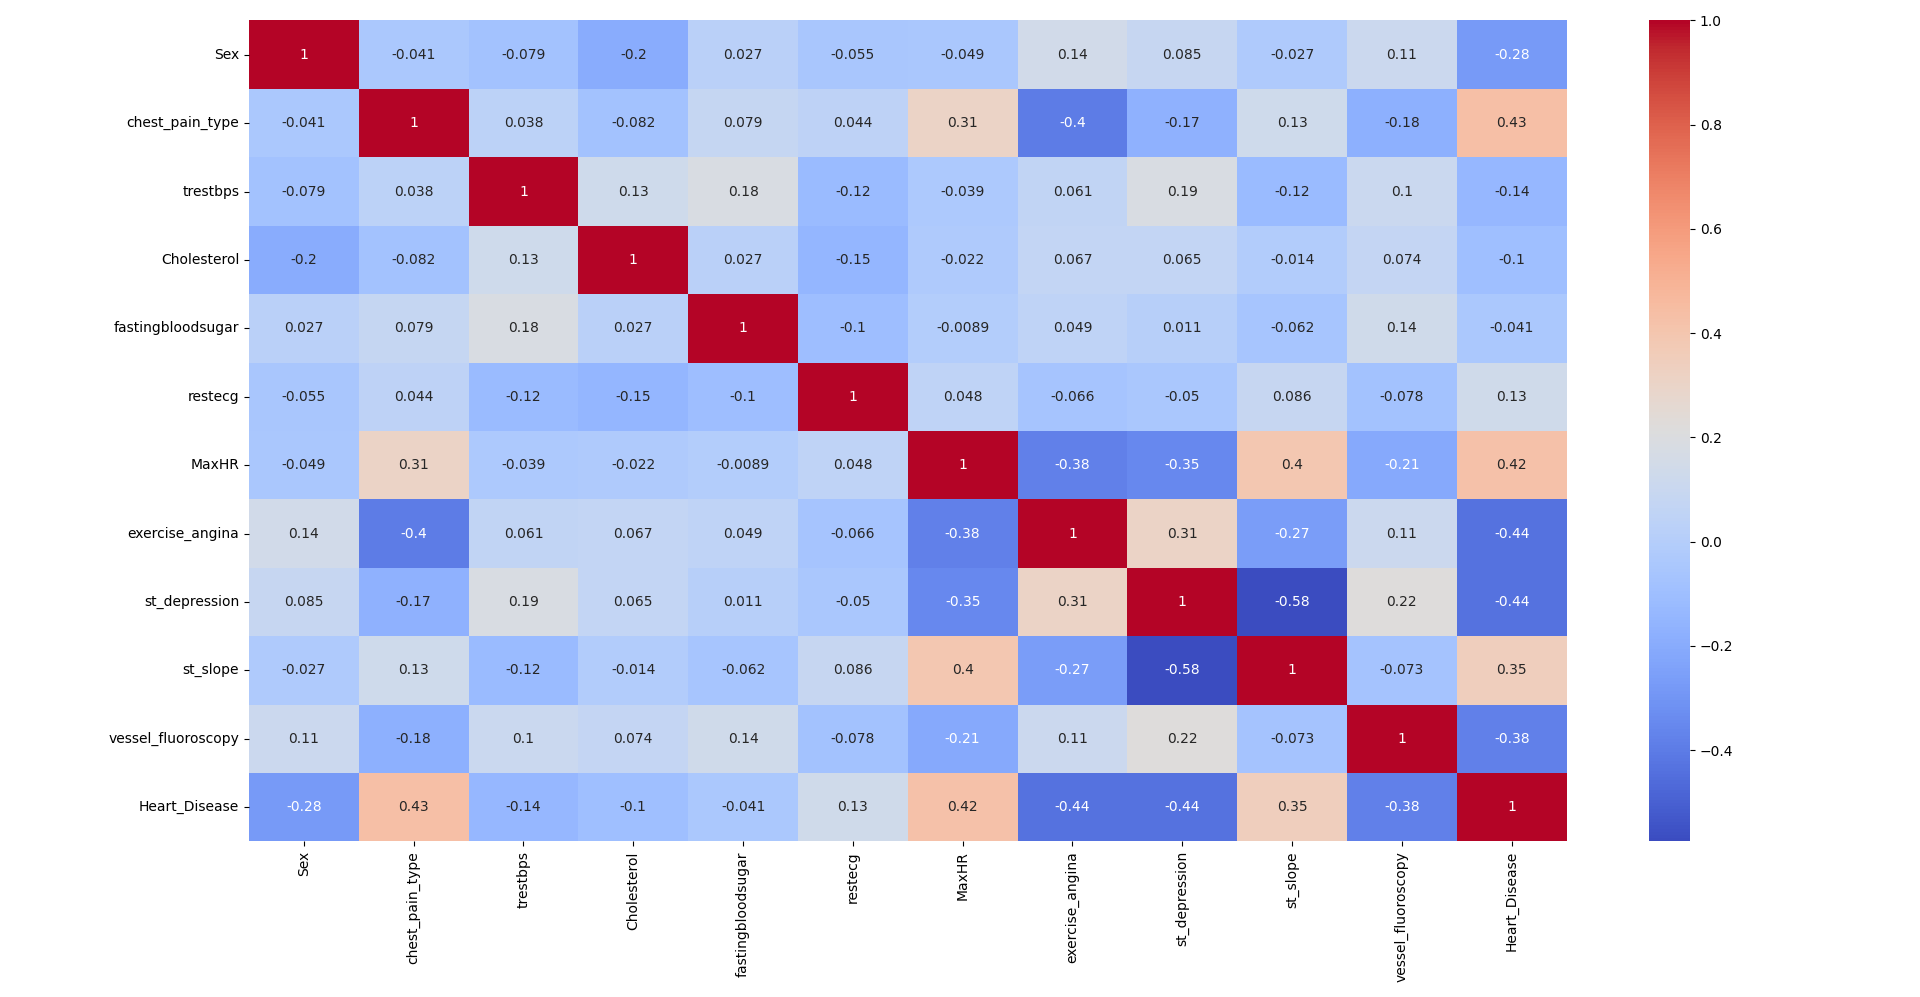 Sex 1 -0.041 -0.079 -0.2 0.027 -0.055 -0.049 0.14 0.085 -0.027 0.11 -0.28
chest_pain_type -0.041 1 0.038 -0.082 0.079 0.044 0.31 -0.4 -0.17 0.13 -0.18 0.43
trestbps -0.079 0.038 1 0.13 0.18 -0.12 -0.039 0.061 0.19 -0.12 0.1 -0.14
Cholesterol -0.2 -0.082 0.13 1 0.027 -0.15 -0.022 0.067 0.065 -0.014 0.074 -0.1
fastingbloodsugar 0.027 0.079 0.18 0.027 1 -0.1 -0.0089 0.049 0.011 -0.062 0.14 -0.041
restecg -0.055 0.044 -0.12 -0.15 -0.1 1 0.048 -0.066 -0.05 0.086 -0.078 0.13
MaxHR -0.049 0.31 -0.039 -0.022 -0.0089 0.048 1 -0.38 -0.35 0.4 -0.21 0.42
exercise_angina 0.14 -0.4 0.061 0.067 0.049 -0.066 -0.38 1 0.31 -0.27 0.11 -0.44
st_depression 0.085 -0.17 0.19 0.065 0.011 -0.05 -0.35 0.31 1 -0.58 0.22 -0.44
st_slope -0.027 0.13 -0.12 -0.014 -0.062 0.086 0.4 -0.27 -0.58 1 -0.073 0.35
vessel_fluoroscopy 0.11 -0.18 0.1 0.074 0.14 -0.078 -0.21 0.11 0.22 -0.073 1 -0.38
Heart_Disease -0.28 0.43 -0.14 -0.1 -0.041 0.13 0.42 -0.44 -0.44 0.35 -0.38 1
Sex
chest_pain_type
trestbps
Cholesterol
fastingbloodsugar
restecg
MaxHR
exercise_angina
st_depression
st_slope
vessel_fluoroscopy
Heart_Disease
1.0
0.8
0.6
0.4
0.2
0.0
−0.2
−0.4